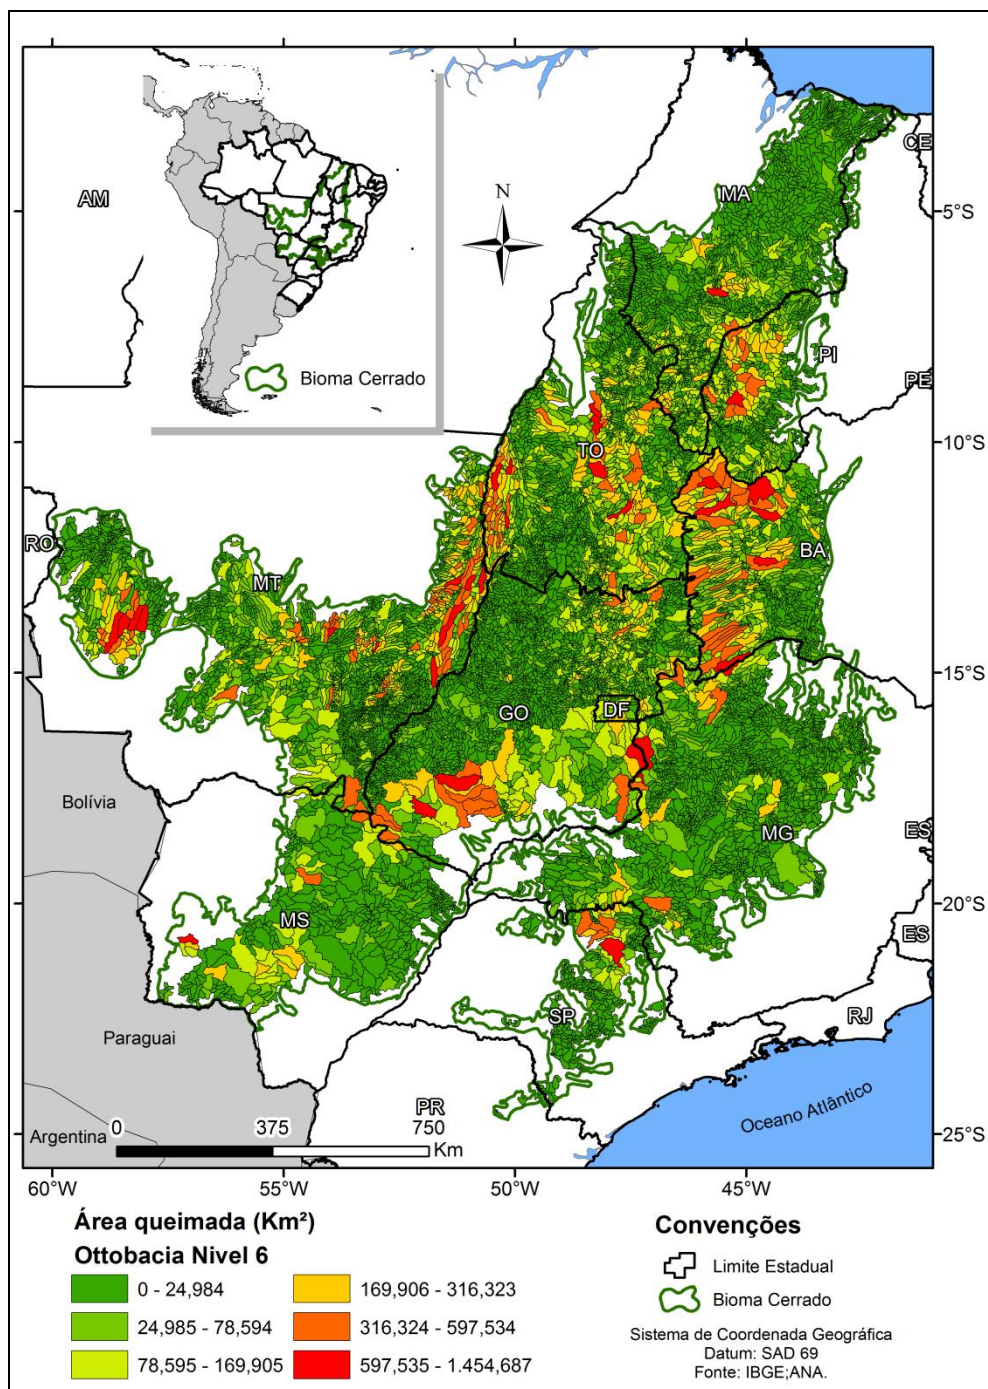 Bioma Cerrado
N
AM
MA
CE
PI
PE
TO
BA
RO
MT
GO
DF
MG
ES
ES
MS
SP
RJ
PR
Bolívia
Paraguai
Argentina
Oceano Atlântico
5°S
10°S
15°S
20°S
25°S
0
375
750
Km
60°W
55°W
50°W
45°W
Área queimada (Km²)
Ottobacia Nivel 6
0 - 24,984
24,985 - 78,594
78,595 - 169,905
169,906 - 316,323
316,324 - 597,534
597,535 - 1.454,687
Convenções
Limite Estadual
Bioma Cerrado
Sistema de Coordenada Geográfica
Datum: SAD 69
Fonte: IBGE;ANA.